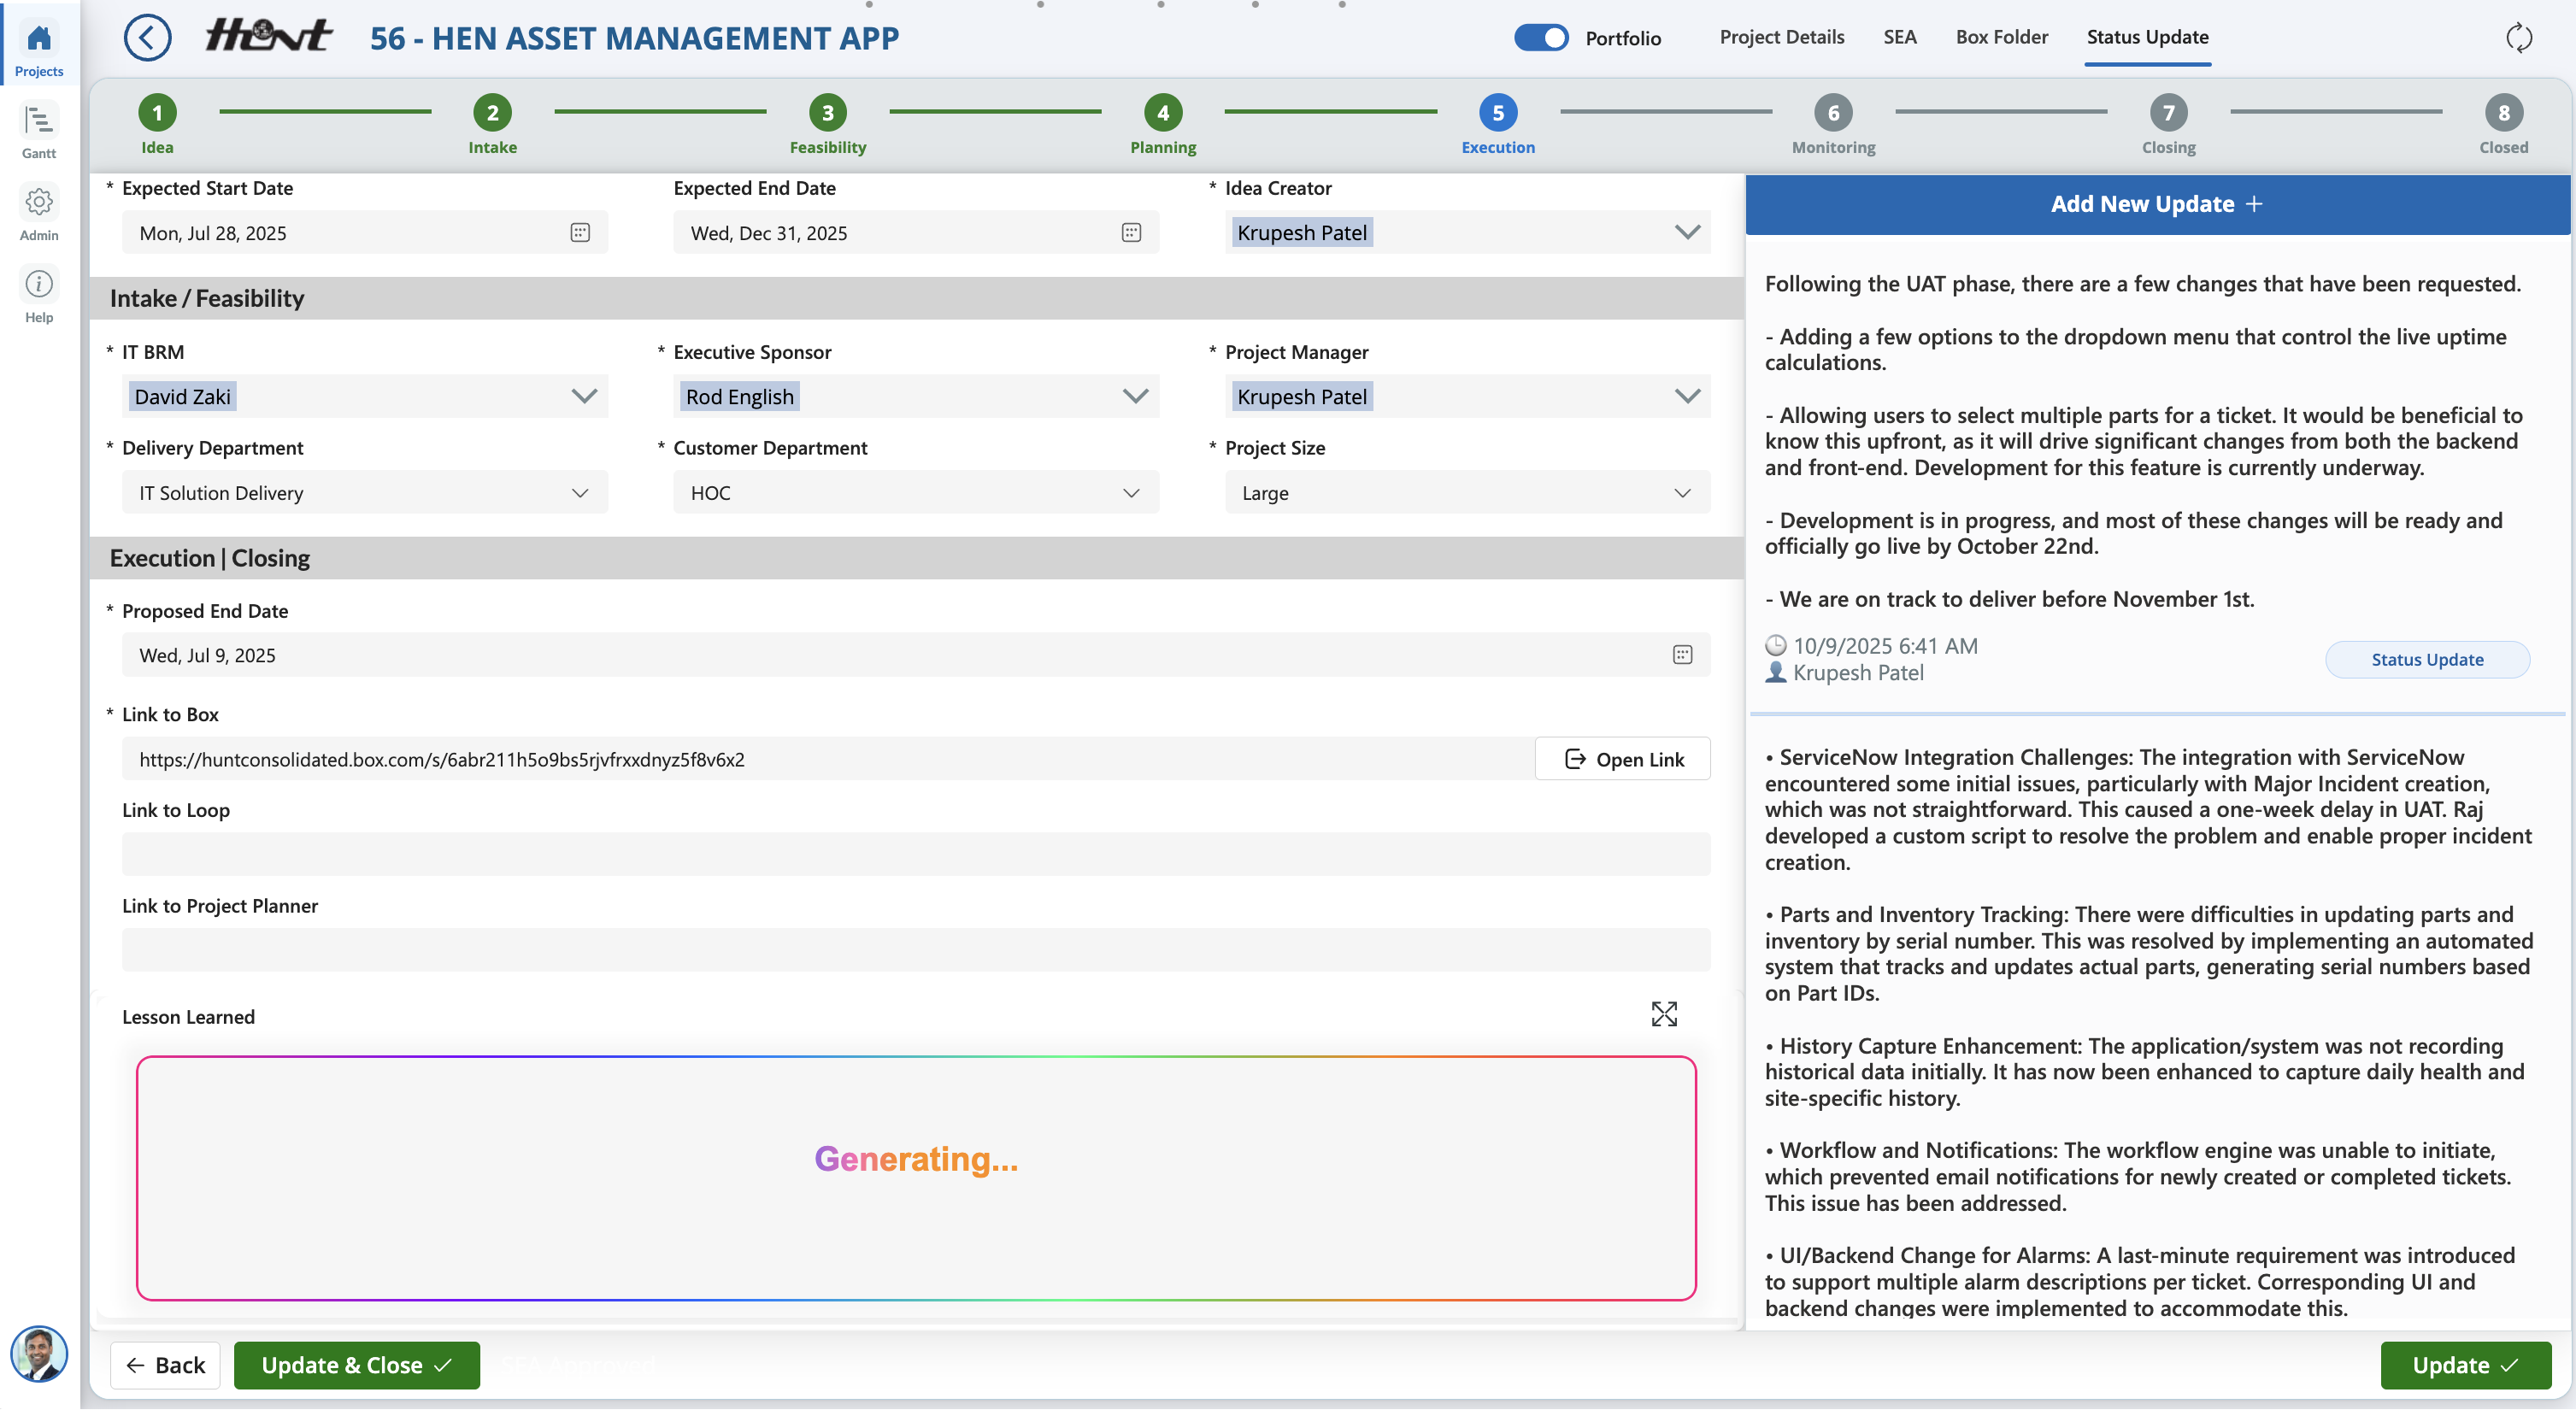 Projects
Gantt
Admin
Help
Hunt
56 - HEN ASSET MANAGEMENT APP
Portfolio
Project Details
SEA
Box Folder
Status Update
1
Idea
2
Intake
3
Feasibility
4
Planning
5
Execution
6
Monitoring
7
Closing
8
Closed
* Expected Start Date
Mon, Jul 28, 2025
Expected End Date
Wed, Dec 31, 2025
* Idea Creator
Krupesh Patel
Intake / Feasibility
* IT BRM
David Zaki
* Executive Sponsor
Rod English
* Project Manager
Krupesh Patel
* Delivery Department
IT Solution Delivery
* Customer Department
HOC
* Project Size
Large
Execution | Closing
* Proposed End Date
Wed, Jul 9, 2025
* Link to Box
https://huntconsolidated.box.com/s/6abr211h5o9bs5rjvfrxxdnyz5f8v6x2
Open Link
Link to Loop
Link to Project Planner
Lesson Learned
Generating...
Back
Update & Close
Add New Update +
Following the UAT phase, there are a few changes that have been requested.
- Adding a few options to the dropdown menu that control the live uptime
calculations.
- Allowing users to select multiple parts for a ticket. It would be beneficial to
know this upfront, as it will drive significant changes from both the backend
and front-end. Development for this feature is currently underway.
- Development is in progress, and most of these changes will be ready and
officially go live by October 22nd.
- We are on track to deliver before November 1st.
10/9/2025 6:41 AM
Krupesh Patel
Status Update
• ServiceNow Integration Challenges: The integration with ServiceNow
encountered some initial issues, particularly with Major Incident creation,
which was not straightforward. This caused a one-week delay in UAT. Raj
developed a custom script to resolve the problem and enable proper incident
creation.
• Parts and Inventory Tracking: There were difficulties in updating parts and
inventory by serial number. This was resolved by implementing an automated
system that tracks and updates actual parts, generating serial numbers based
on Part IDs.
• History Capture Enhancement: The application/system was not recording
historical data initially. It has now been enhanced to capture daily health and
site-specific history.
• Workflow and Notifications: The workflow engine was unable to initiate,
which prevented email notifications for newly created or completed tickets.
This issue has been addressed.
• UI/Backend Change for Alarms: A last-minute requirement was introduced
to support multiple alarm descriptions per ticket. Corresponding UI and
backend changes were implemented to accommodate this.
Update